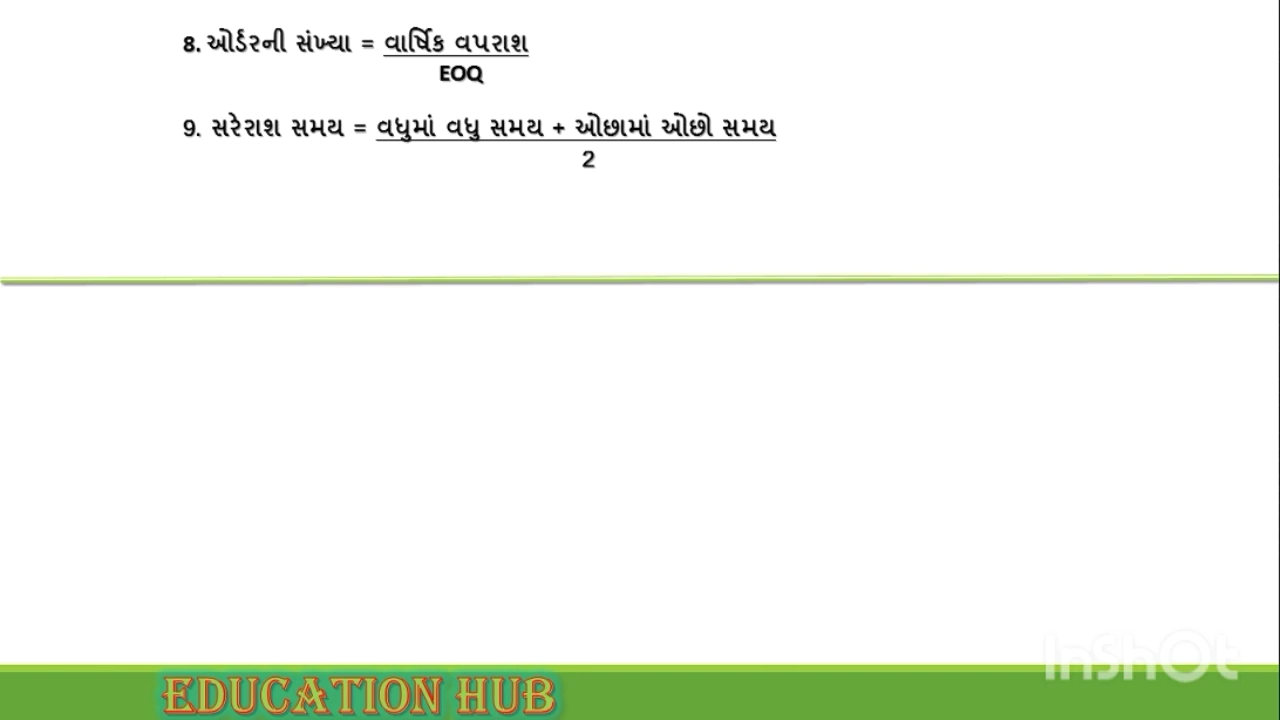 8. ઓર્ડરની સંખ્યા = વાર્ષિક વપરાશ
EOQ
9. સરેરાશ સમય = વધુમાં વધુ સમય + ઓછામાં ઓછો સમય
2
InShOt
EDUCATION HUB